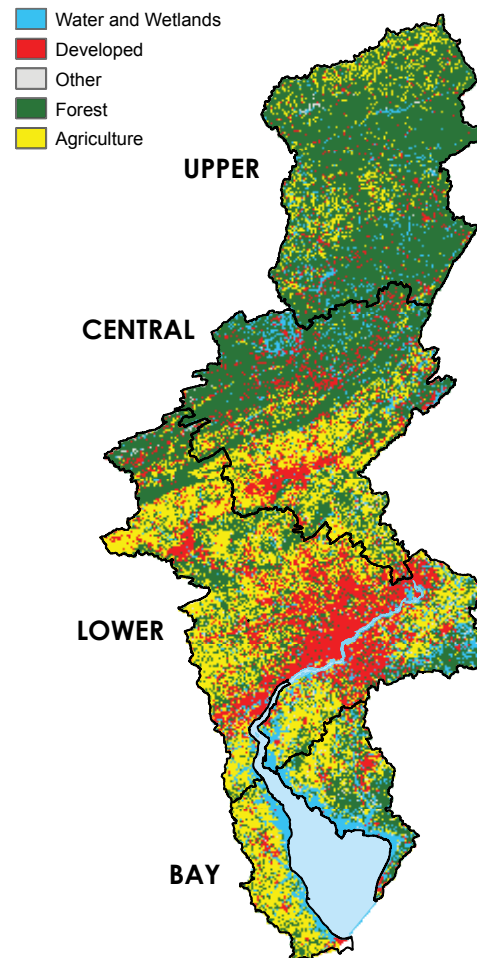 Water and Wetlands
Developed
Other
Forest
Agriculture
UPPER
CENTRAL
LOWER
BAY